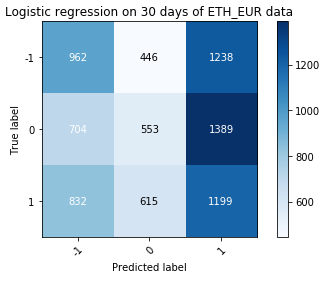 Logistic regression on 30 days of ETH_EUR data
True label
-1 962 446 1238
0 704 553 1389
1 832 615 1199
-1 0 1
Predicted label
1200
1000
800
600